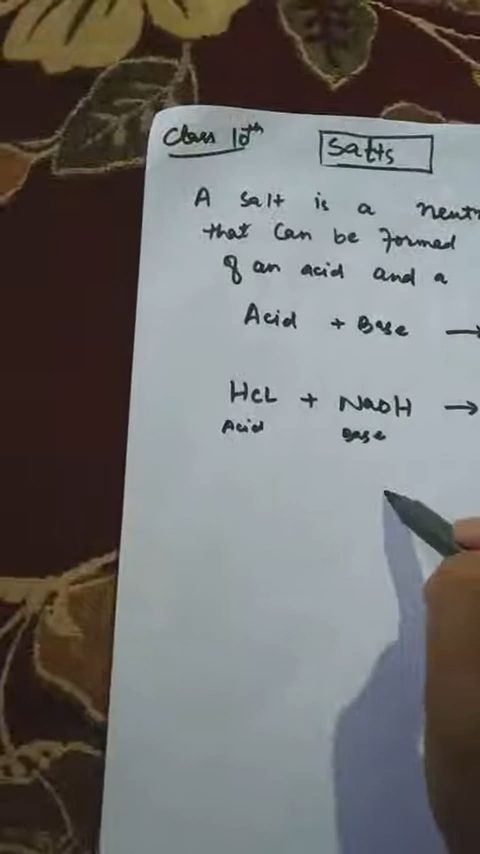 Class 10th
Salts
A salt is a neutr
that can be formed
of an acid and a
Acid + Base →
HCL + NaOH →
Acid Base